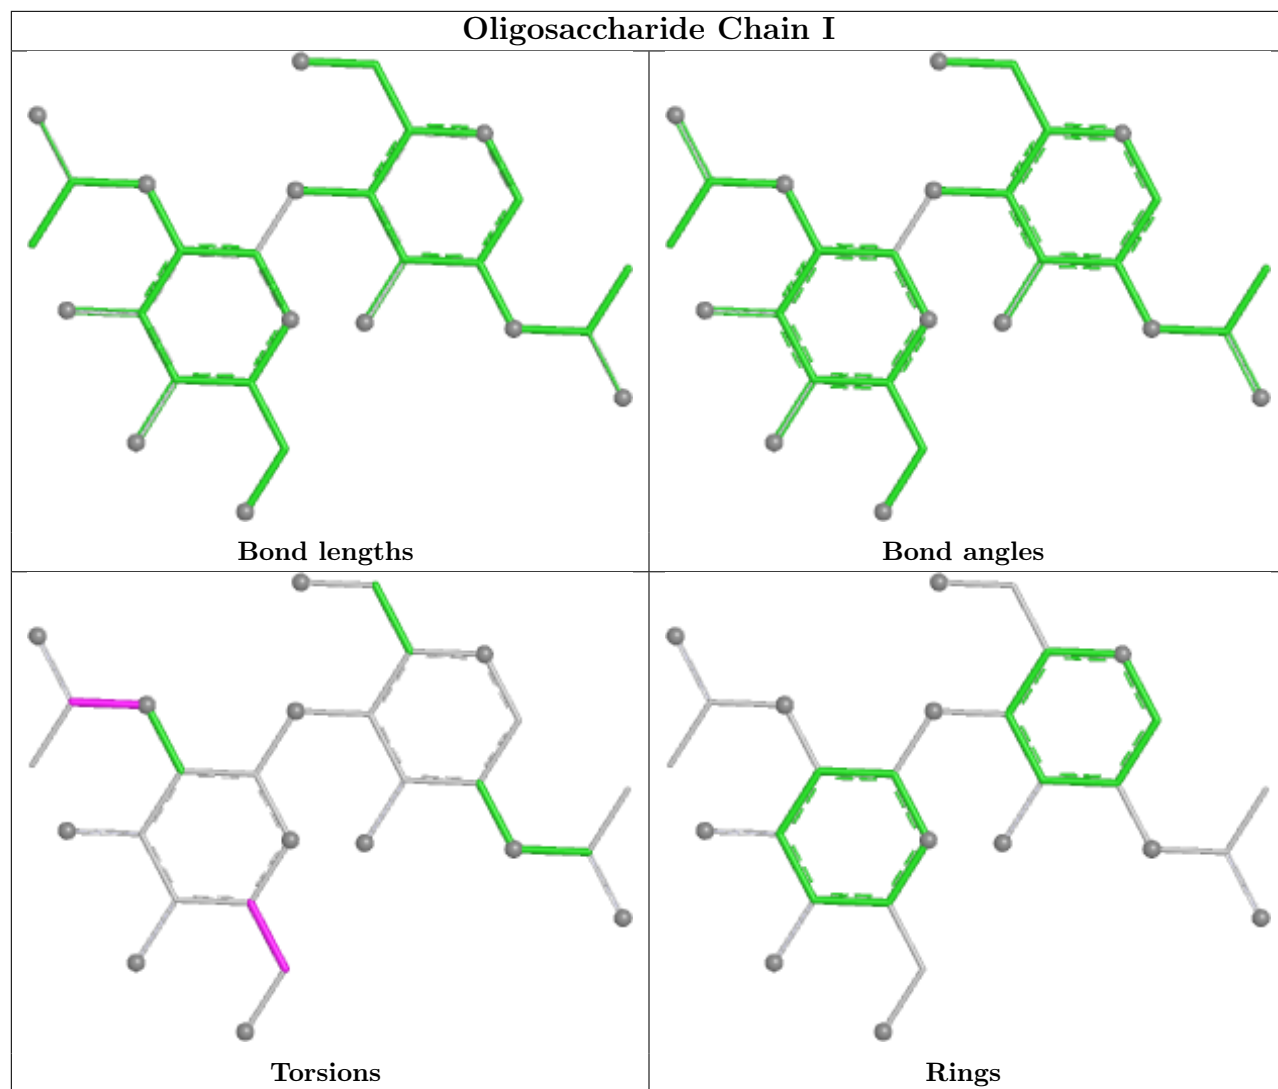 Oligosaccharide Chain I
Bond lengths
Bond angles
Torsions
Rings